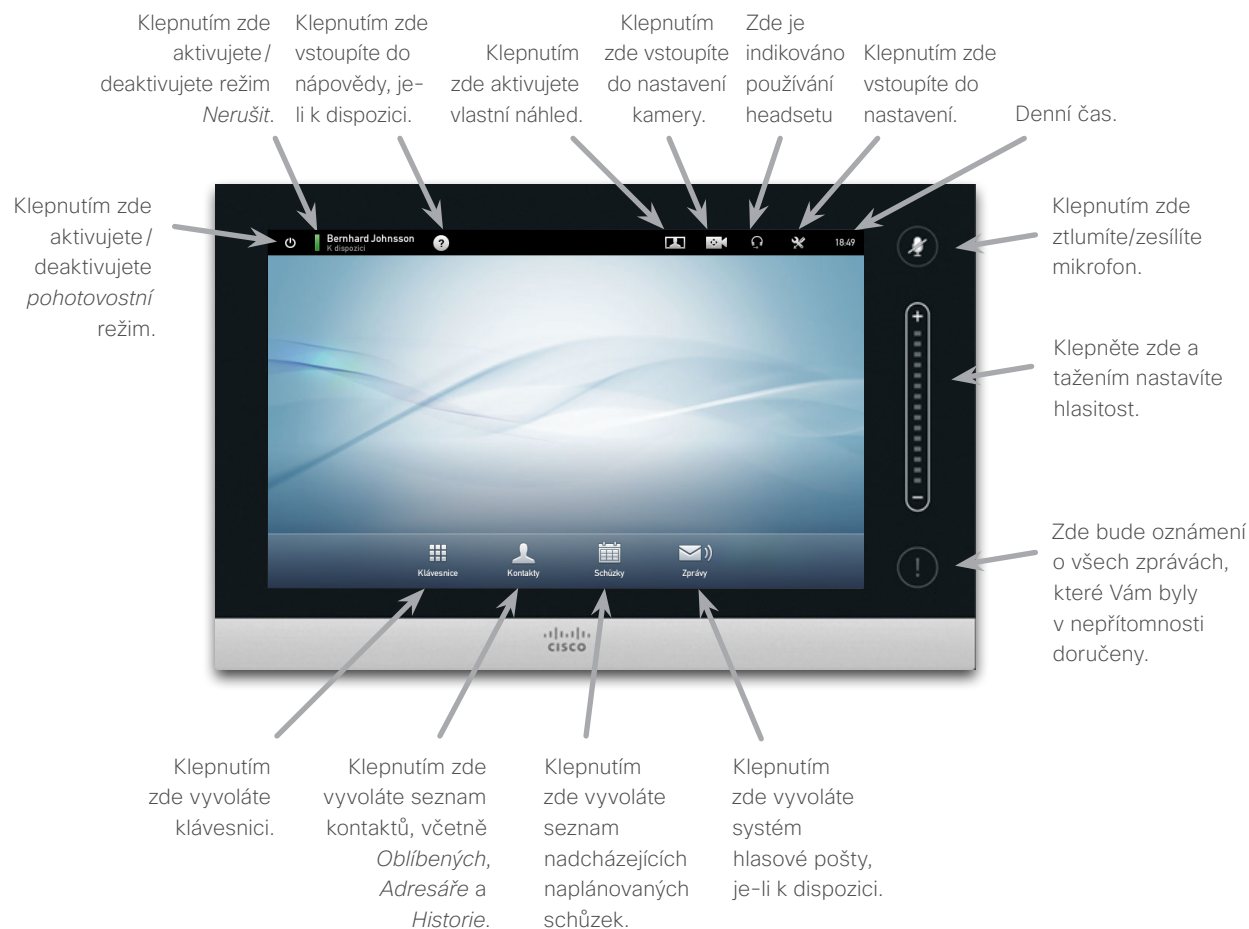 Klepnutím zde
aktivujete/
deaktivujete režim
Nerušit.
Klepnutím zde
vstoupíte do
nápovědy, je-
li k dispozici.
Klepnutím
zde aktivujete
vlastní náhled.
Klepnutím
zde vstoupíte
do nastavení
kamery.
Zde je
indikováno
používání
headsetu
Klepnutím zde
vstoupíte do
nastavení.
Denní čas.
Klepnutím zde
aktivujete/
deaktivujete
pohotovostní
režim.
Bernhard Johnsson
K dispozici
?
18:49
Klepnutím zde
ztlumíte/zesílíte
mikrofon.
+
Klepněte zde a
tažením nastavíte
hlasitost.
−
Zde bude oznámení
o všech zprávách,
které Vám byly
v nepřítomnosti
doručeny.
!
Klávesnice
Kontakty
Schůzky
Zprávy
CISCO
Klepnutím
zde vyvoláte
klávesnici.
Klepnutím zde
vyvoláte seznam
kontaktů, včetně
Oblíbených,
Adresáře a
Historie.
Klepnutím
zde vyvoláte
seznam
nadcházejících
naplánovaných
schůzek.
Klepnutím
zde vyvoláte
systém
hlasové pošty,
je-li k dispozici.